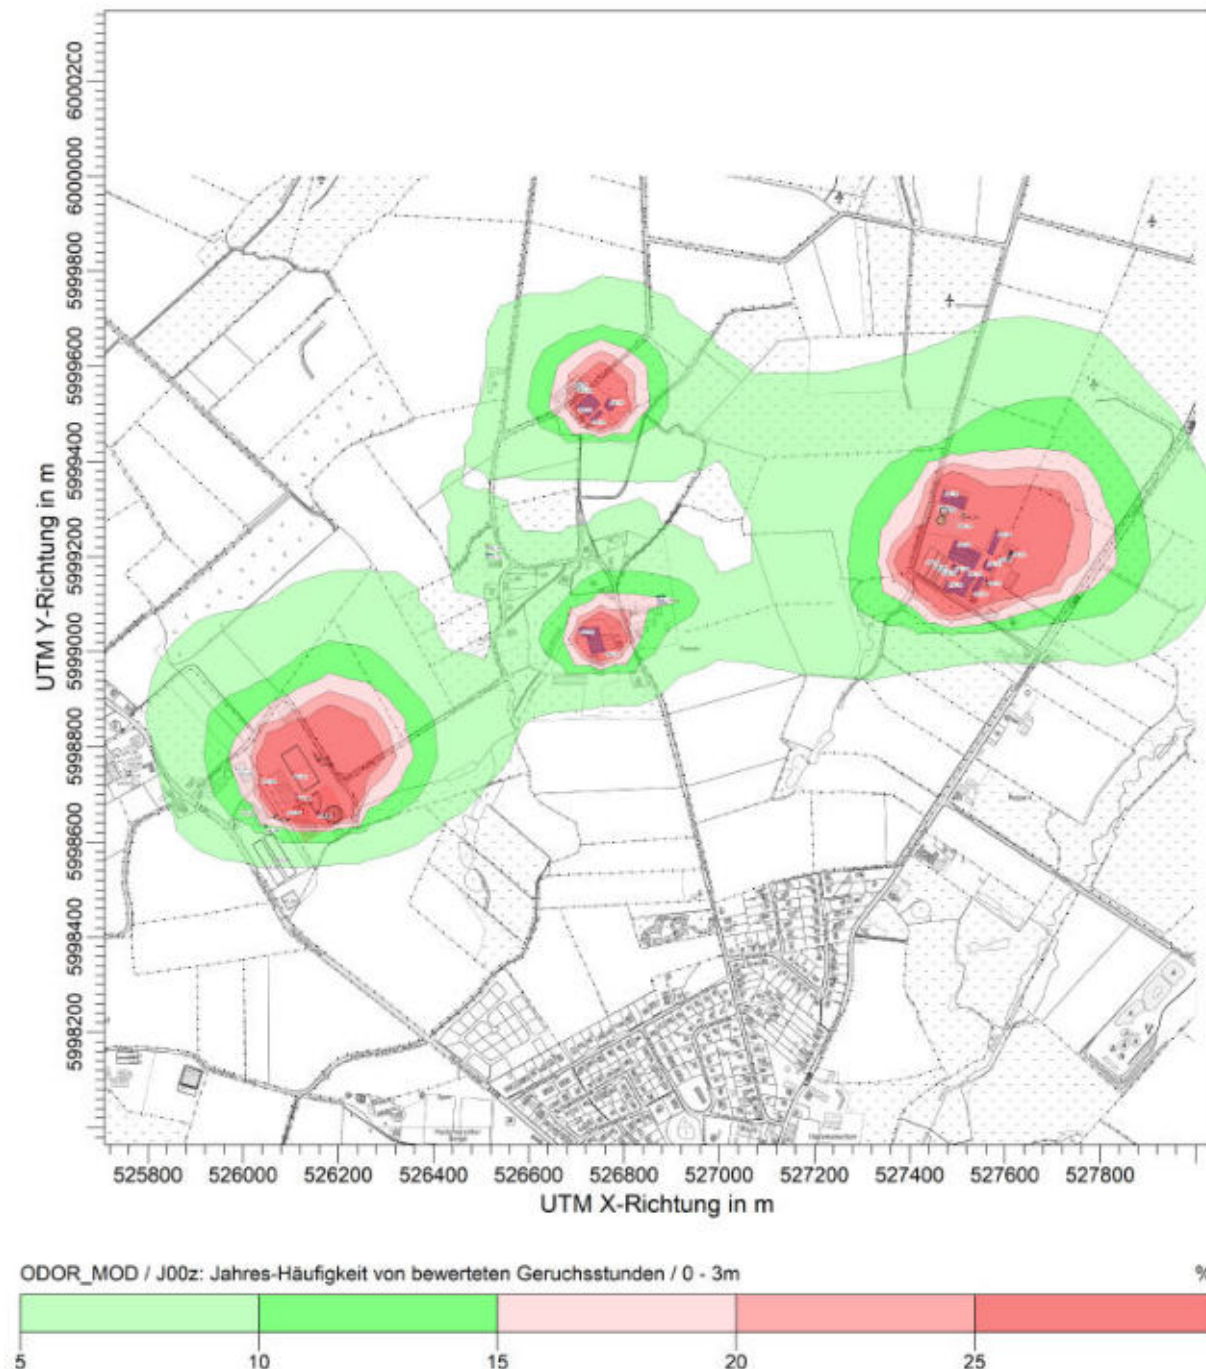 6000200
6000000
5999800
5999600
5999400
5999200
5999000
5998800
5998600
5998400
5998200
UTM Y-Richtung in m
525800 526000 526200 526400 526600 526800 527000 527200 527400 527600 527800
UTM X-Richtung in m
ODOR_MOD / J00z: Jahres-Häufigkeit von bewerteten Geruchsstunden / 0 - 3m %
5 10 15 20 25